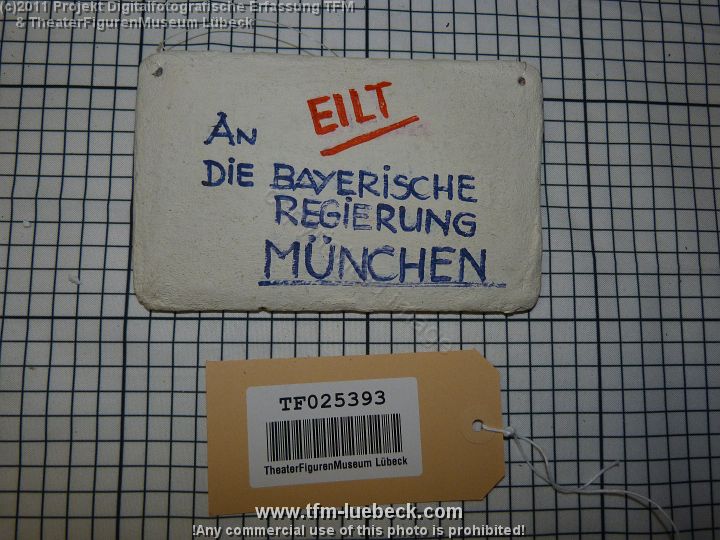 (c)2011 Projekt Digitalfotografische Erfassung TFM
& TheaterFigurenMuseum Lübeck
EILT
AN
DIE BAYERISCHE
REGIERUNG
MÜNCHEN
TF025393
TheaterFigurenMuseum Lübeck
www.tfm-luebeck.com
!Any commercial use of this photo is prohibited!